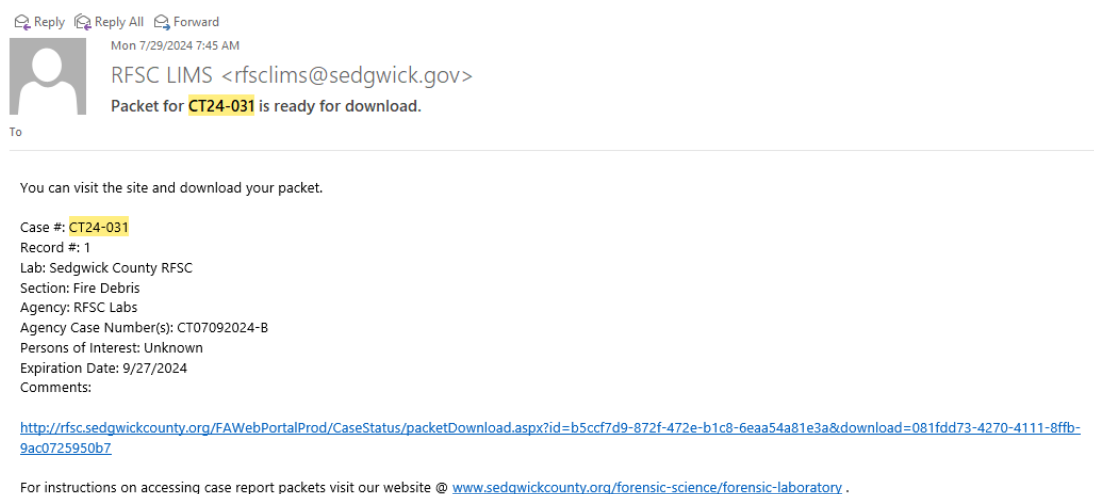 Reply Reply All Forward
Mon 7/29/2024 7:45 AM
RFSC LIMS <rfsclims@sedgwick.gov>
Packet for CT24-031 is ready for download.
To
You can visit the site and download your packet.
Case #: CT24-031
Record #: 1
Lab: Sedgwick County RFSC
Section: Fire Debris
Agency: RFSC Labs
Agency Case Number(s): CT07092024-B
Persons of Interest: Unknown
Expiration Date: 9/27/2024
Comments:
http://rfsc.sedgwickcounty.org/FAWebPortalProd/CaseStatus/packetDownload.aspx?id=b5ccf7d9-872f-472e-b1c8-6eaa54a81e3a&download=081fdd73-4270-4111-8ffb-
9ac0725950b7
For instructions on accessing case report packets visit our website @ www.sedgwickcounty.org/forensic-science/forensic-laboratory .